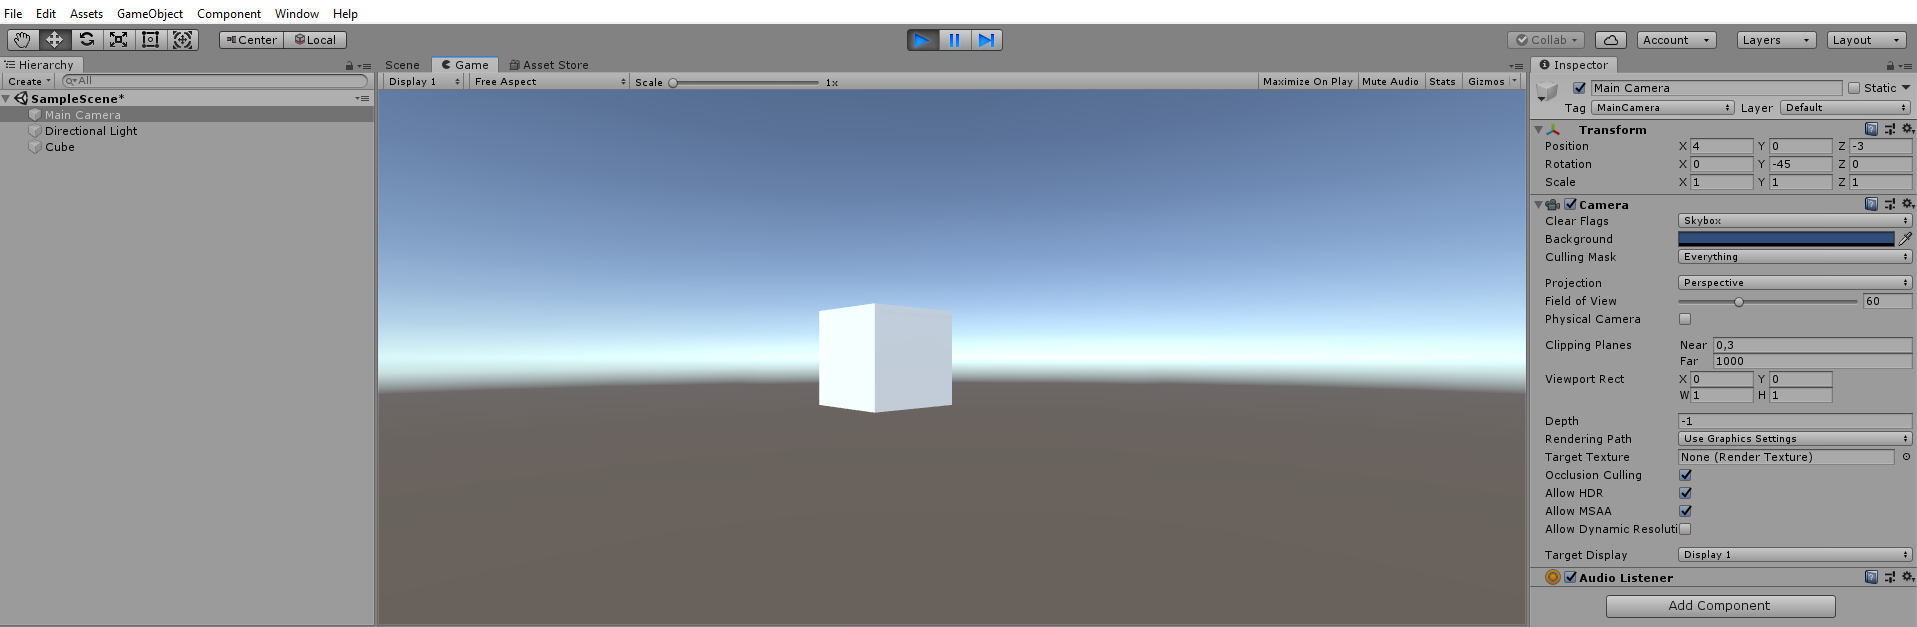 File Edit Assets GameObject Component Window Help
Center Local Collab Account Layers Layout
Hierarchy
Create All
SampleScene*
Main Camera
Directional Light
Cube
Scene Game Asset Store
Display 1 Free Aspect Scale 1x Maximize On Play Mute Audio Stats Gizmos
Inspector
Main Camera Static
Tag MainCamera Layer Default
Transform
Position X 4 Y 0 Z -3
Rotation X 0 Y -45 Z 0
Scale X 1 Y 1 Z 1
Camera
Clear Flags Skybox
Background
Culling Mask Everything
Projection Perspective
Field of View 60
Physical Camera
Clipping Planes Near 0,3
Far 1000
Viewport Rect X 0 Y 0
W 1 H 1
Depth -1
Rendering Path Use Graphics Settings
Target Texture None (Render Texture)
Occlusion Culling
Allow HDR
Allow MSAA
Allow Dynamic Resoluti
Target Display Display 1
Audio Listener
Add Component